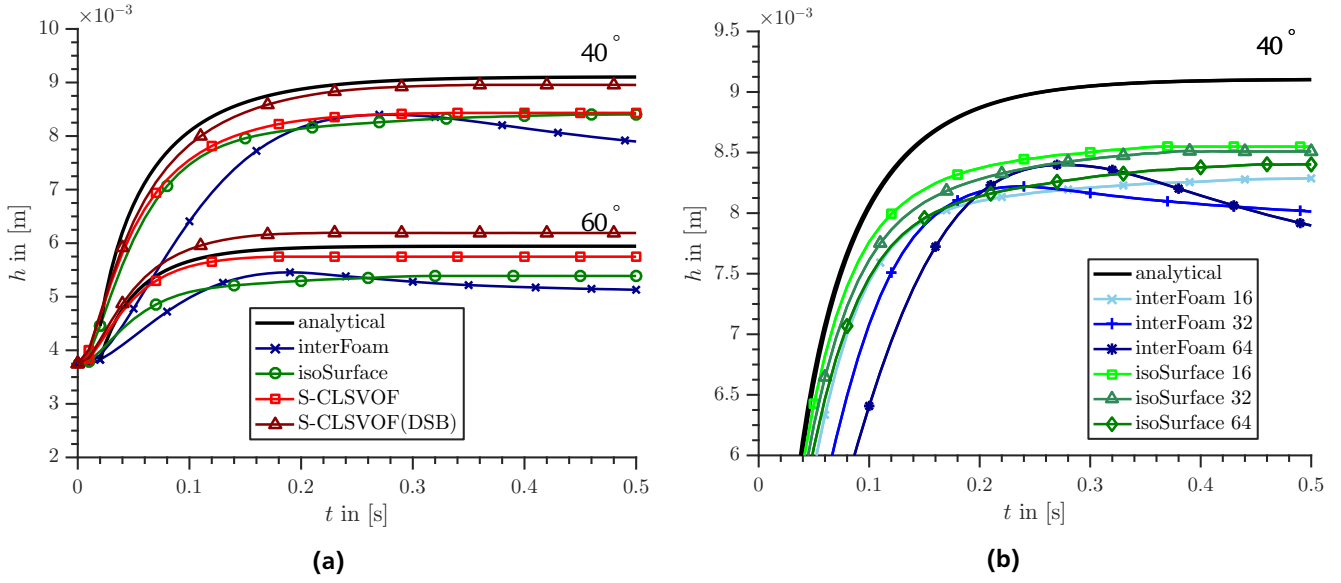 ×10⁻³
10
9
8
7
6
5
4
3
2
h in [m]
0
0.1
0.2
0.3
0.4
0.5
t in [s]
40°
60°
analytical
interFoam
isoSurface
S-CLSVOF
S-CLSVOF(DSB)
(a)
×10⁻³
9.5
9
8.5
8
7.5
7
6.5
6
h in [m]
0
0.1
0.2
0.3
0.4
0.5
t in [s]
40°
analytical
interFoam 16
interFoam 32
interFoam 64
isoSurface 16
isoSurface 32
isoSurface 64
(b)